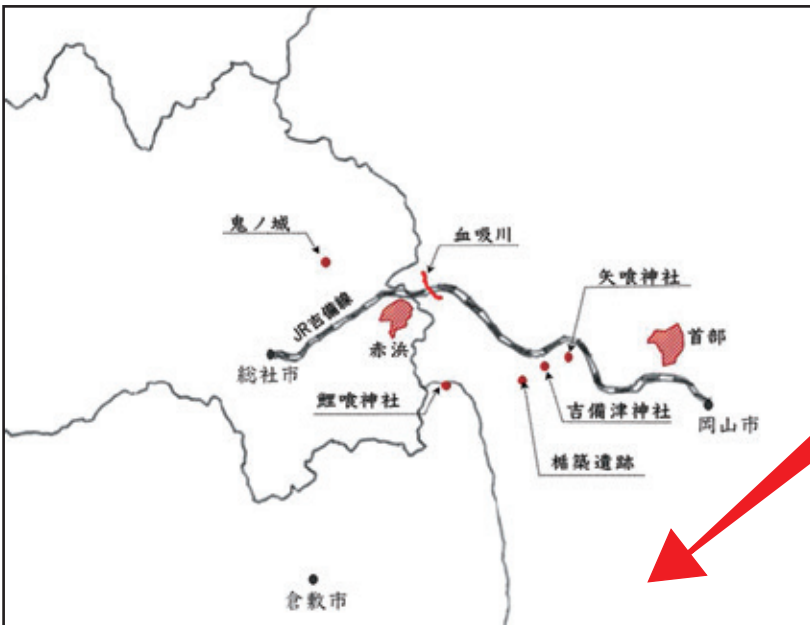 鬼ノ城
血吸川
矢喰神社
JR吉備線
首部
赤浜
総社市
鯉喰神社
吉備津神社
岡山市
楯築遺跡
倉敷市